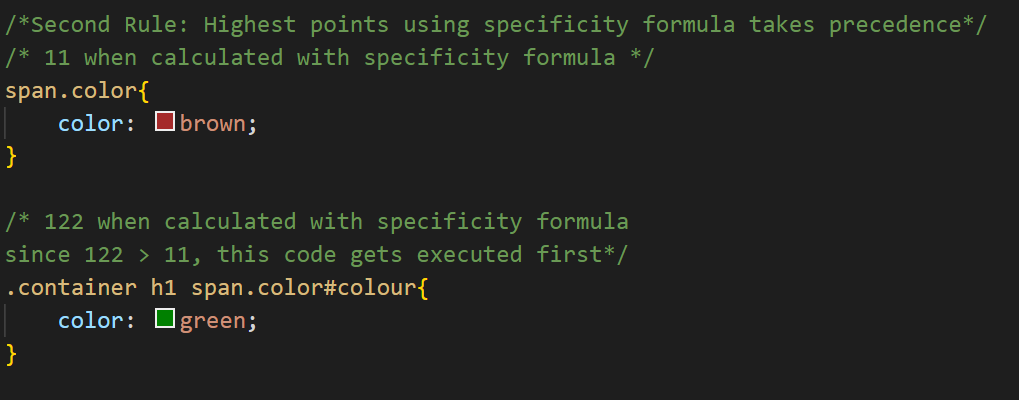 /*Second Rule: Highest points using specificity formula takes precedence*/
/* 11 when calculated with specificity formula */
span.color{
    color: brown;
}

/* 122 when calculated with specificity formula
since 122 > 11, this code gets executed first*/
.container h1 span.color#colour{
    color: green;
}